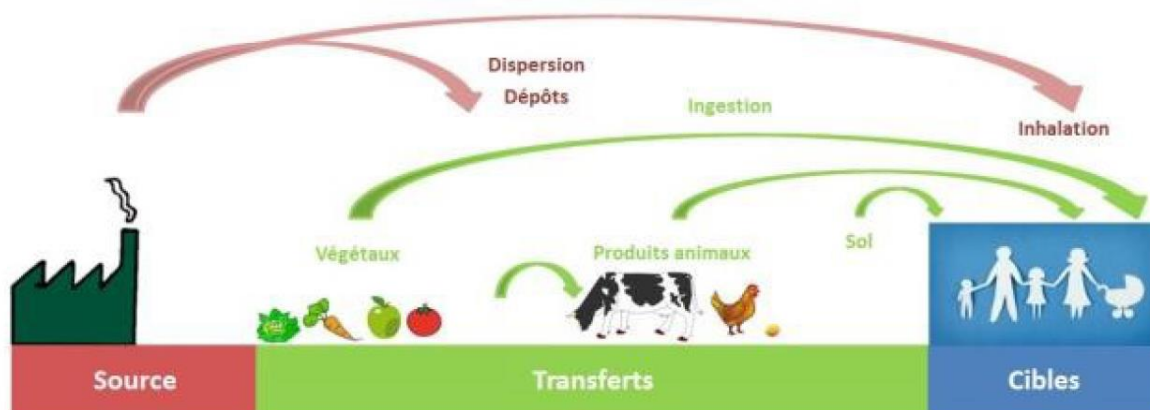 Dispersion
Dépôts
Ingestion
Inhalation
Végétaux
Produits animaux
Sol
Source
Transferts
Cibles